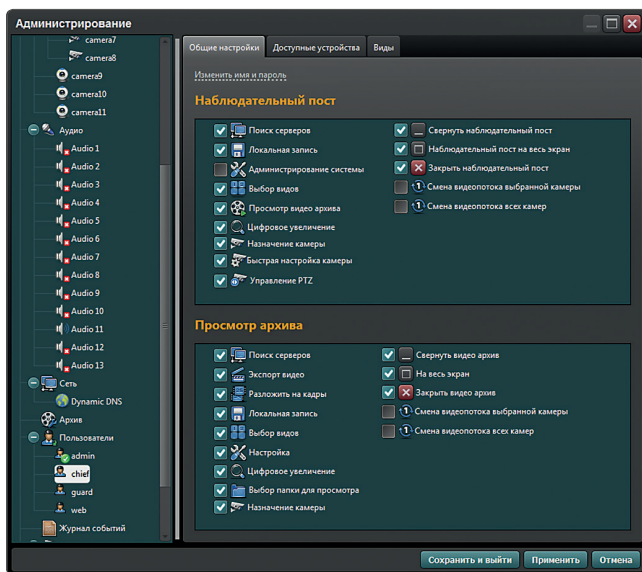 Администрирование
camera7
camera8
camera9
camera10
camera11
Аудио
Audio 1
Audio 2
Audio 3
Audio 4
Audio 5
Audio 6
Audio 7
Audio 8
Audio 9
Audio 10
Audio 11
Audio 12
Audio 13
Сеть
Dynamic DNS
Архив
Пользователи
admin
chief
guard
web
Журнал событий
Общие настройки
Доступные устройства
Виды
Изменить имя и пароль
Наблюдательный пост
Поиск серверов
Локальная запись
Администрирование системы
Выбор видов
Просмотр видео архива
Цифровое увеличение
Назначение камеры
Быстрая настройка камеры
Управление PTZ
Свернуть наблюдательный пост
Наблюдательный пост на весь экран
Закрыть наблюдательный пост
1 Смена видеопотока выбранной камеры
1 Смена видеопотока всех камер
Просмотр архива
Поиск серверов
Экспорт видео
Разложить на кадры
Локальная запись
Выбор видов
Настройка
Цифровое увеличение
Выбор папки для просмотра
Назначение камеры
Свернуть видео архив
На весь экран
Закрыть видео архив
1 Смена видеопотока выбранной камеры
1 Смена видеопотока всех камер
Сохранить и выйти
Применить
Отмена